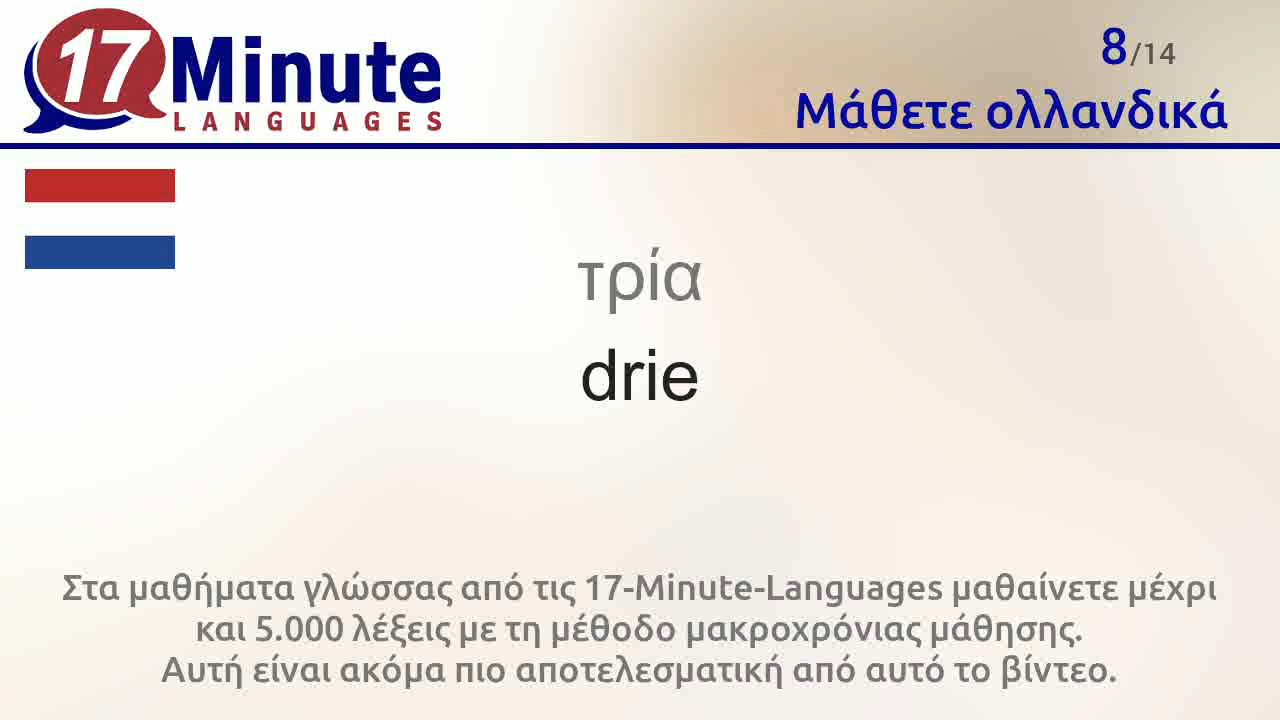 17 Minute
LANGUAGES
8/14
Μάθετε ολλανδικά
τρία
drie
Στα μαθήματα γλώσσας από τις 17-Minute-Languages μαθαίνετε μέχρι
και 5.000 λέξεις με τη μέθοδο μακροχρόνιας μάθησης.
Αυτή είναι ακόμα πιο αποτελεσματική από αυτό το βίντεο.